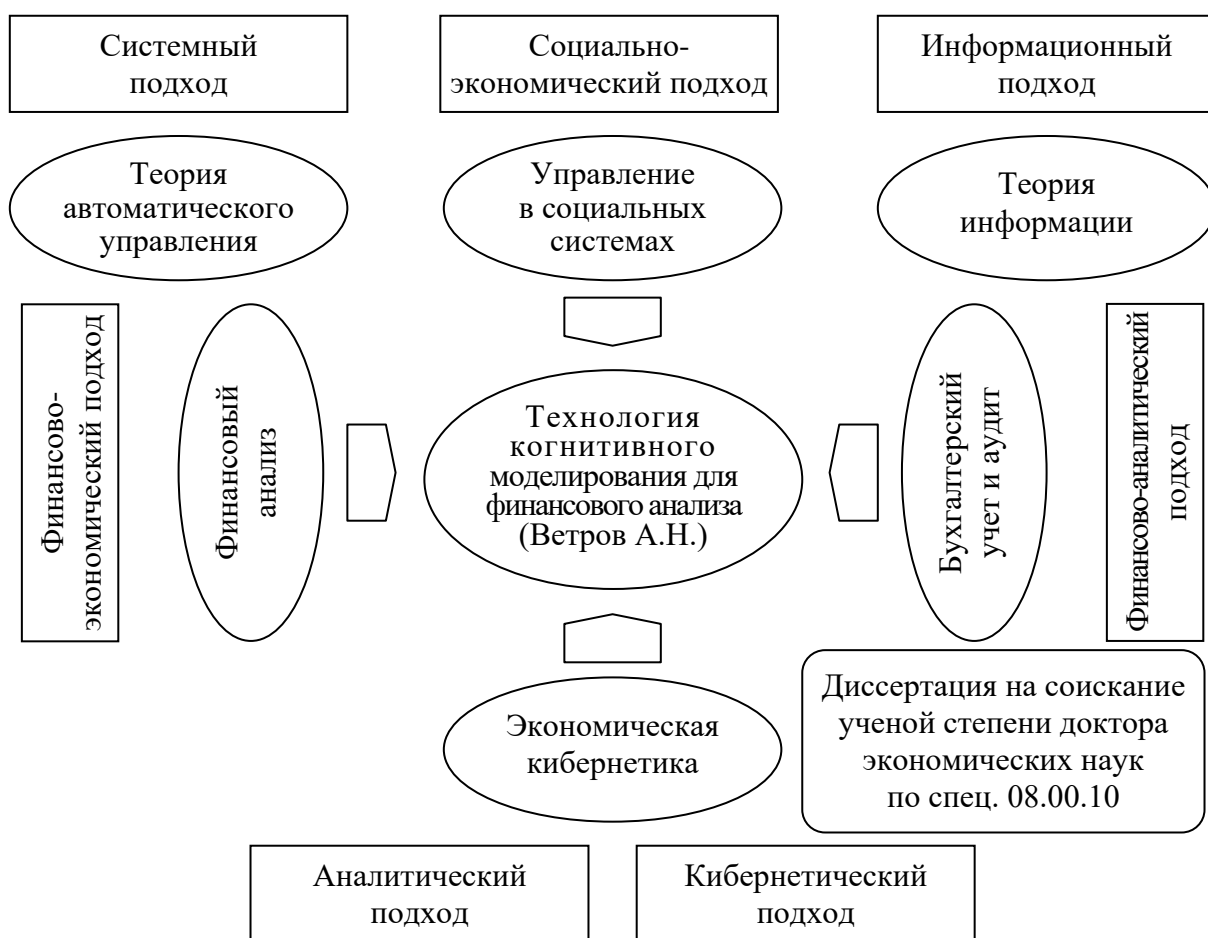 Системный
подход
Социально-
экономический подход
Информационный
подход
Теория
автоматического
управления
Управление
в социальных
системах
Теория
информации
Финансово-
экономический подход
Финансовый
анализ
Технология
когнитивного
моделирования для
финансового анализа
(Ветров А.Н.)
Бухгалтерский
учет и аудит
Финансово-аналитический
подход
Экономическая
кибернетика
Диссертация на соискание
ученой степени доктора
экономических наук
по спец. 08.00.10
Аналитический
подход
Кибернетический
подход